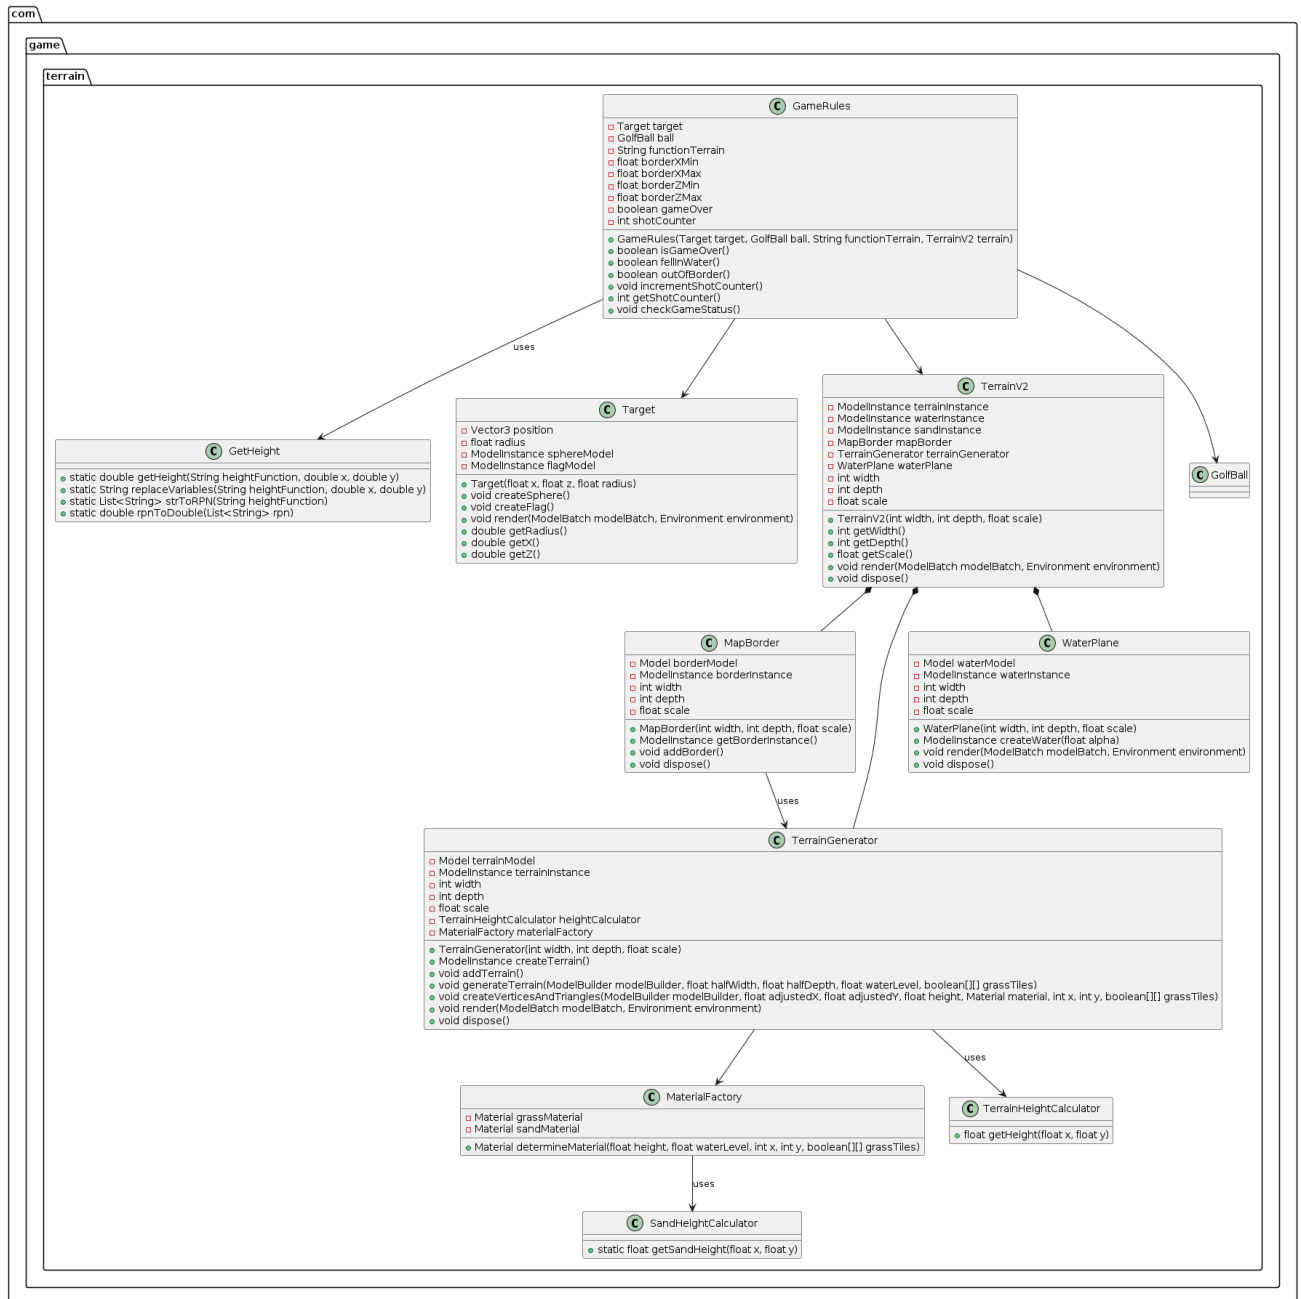 com
game
terrain
GameRules
Target target
GolfBall ball
String functionTerrain
float borderXMin
float borderXMax
float borderZMin
float borderZMax
boolean gameOver
int shotCounter
GameRules(Target target, GolfBall ball, String functionTerrain, TerrainV2 terrain)
boolean isGameOver()
boolean fellInWater()
boolean outOfBorder()
void incrementShotCounter()
int getShotCounter()
void checkGameStatus()
uses
GetHeight
static double getHeight(String heightFunction, double x, double y)
static String replaceVariables(String heightFunction, double x, double y)
static List<String> strToRPN(String heightFunction)
static double rpnToDouble(List<String> rpn)
Target
Vector3 position
float radius
ModelInstance sphereModel
ModelInstance flagModel
Target(float x, float z, float radius)
void createSphere()
void createFlag()
void render(ModelBatch modelBatch, Environment environment)
double getRadius()
double getX()
double getZ()
TerrainV2
ModelInstance terrainInstance
ModelInstance waterInstance
ModelInstance sandInstance
MapBorder mapBorder
TerrainGenerator terrainGenerator
WaterPlane waterPlane
int width
int depth
float scale
TerrainV2(int width, int depth, float scale)
int getWidth()
int getDepth()
float getScale()
void render(ModelBatch modelBatch, Environment environment)
void dispose()
GolfBall
MapBorder
Model borderModel
ModelInstance borderInstance
int width
int depth
float scale
MapBorder(int width, int depth, float scale)
ModelInstance getBorderInstance()
void addBorder()
void dispose()
WaterPlane
Model waterModel
ModelInstance waterInstance
int width
int depth
float scale
WaterPlane(int width, int depth, float scale)
ModelInstance createWater(float alpha)
void render(ModelBatch modelBatch, Environment environment)
void dispose()
uses
TerrainGenerator
Model terrainModel
ModelInstance terrainInstance
int width
int depth
float scale
TerrainHeightCalculator heightCalculator
MaterialFactory materialFactory
TerrainGenerator(int width, int depth, float scale)
ModelInstance createTerrain()
void addTerrain()
void generateTerrain(ModelBuilder modelBuilder, float halfWidth, float halfDepth, float waterLevel, boolean[][] grassTiles)
void createVerticesAndTriangles(ModelBuilder modelBuilder, float adjustedX, float adjustedY, float height, Material material, int x, int y, boolean[][] grassTiles)
void render(ModelBatch modelBatch, Environment environment)
void dispose()
uses
MaterialFactory
Material grassMaterial
Material sandMaterial
Material determineMaterial(float height, float waterLevel, int x, int y, boolean[][] grassTiles)
TerrainHeightCalculator
float getHeight(float x, float y)
uses
SandHeightCalculator
static float getSandHeight(float x, float y)